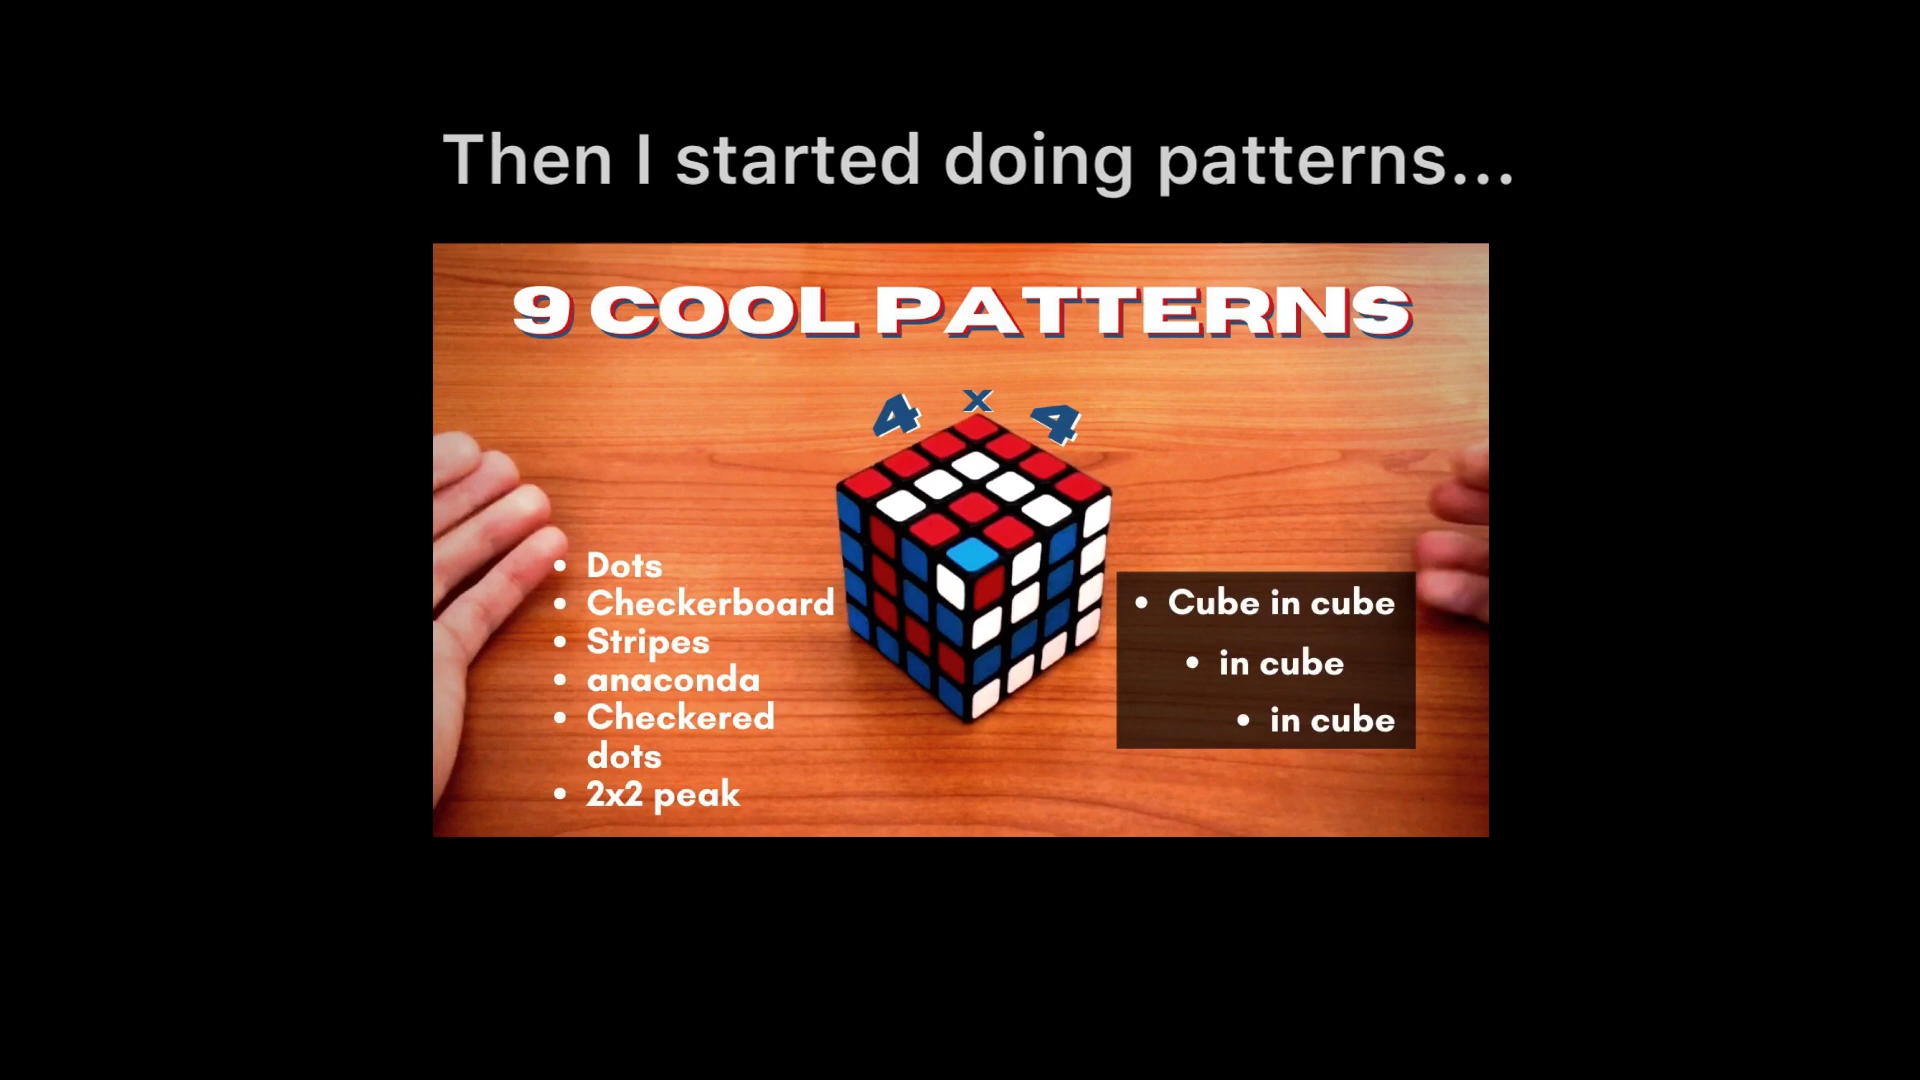 Then I started doing patterns...
9 COOL PATTERNS
4 x 4
• Dots
• Checkerboard
• Stripes
• anaconda
• Checkered
dots
• 2x2 peak
• Cube in cube
• in cube
• in cube